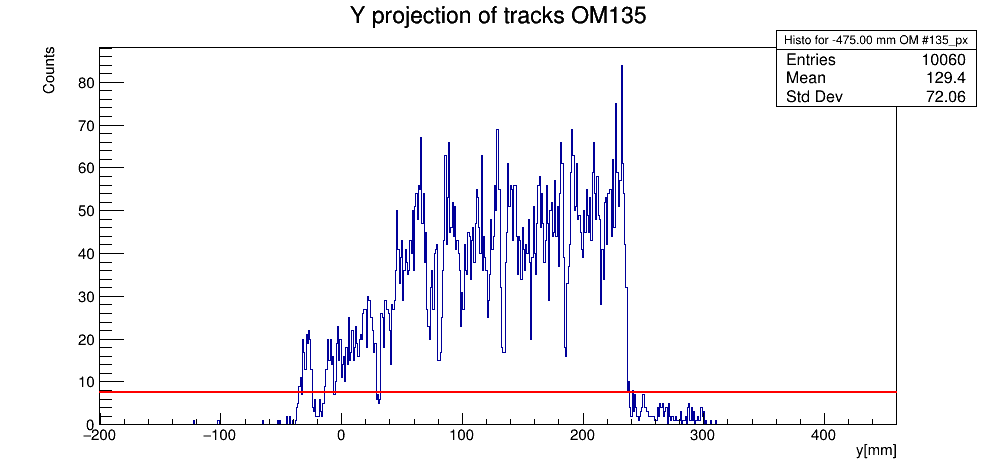 Y projection of tracks OM135
Histo for -475.00 mm OM #135_px
Entries 10060
Mean 129.4
Std Dev 72.06
Counts
80
70
60
50
40
30
20
10
0
−200 −100 0 100 200 300 400
y[mm]